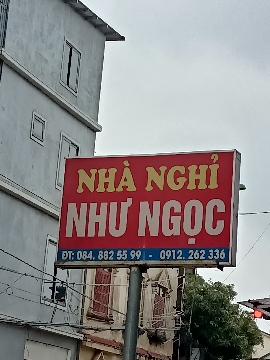 NHÀ NGHỈ
NHƯ NGỌC
ĐT: 084. 882 55 99 - 0912. 262 336